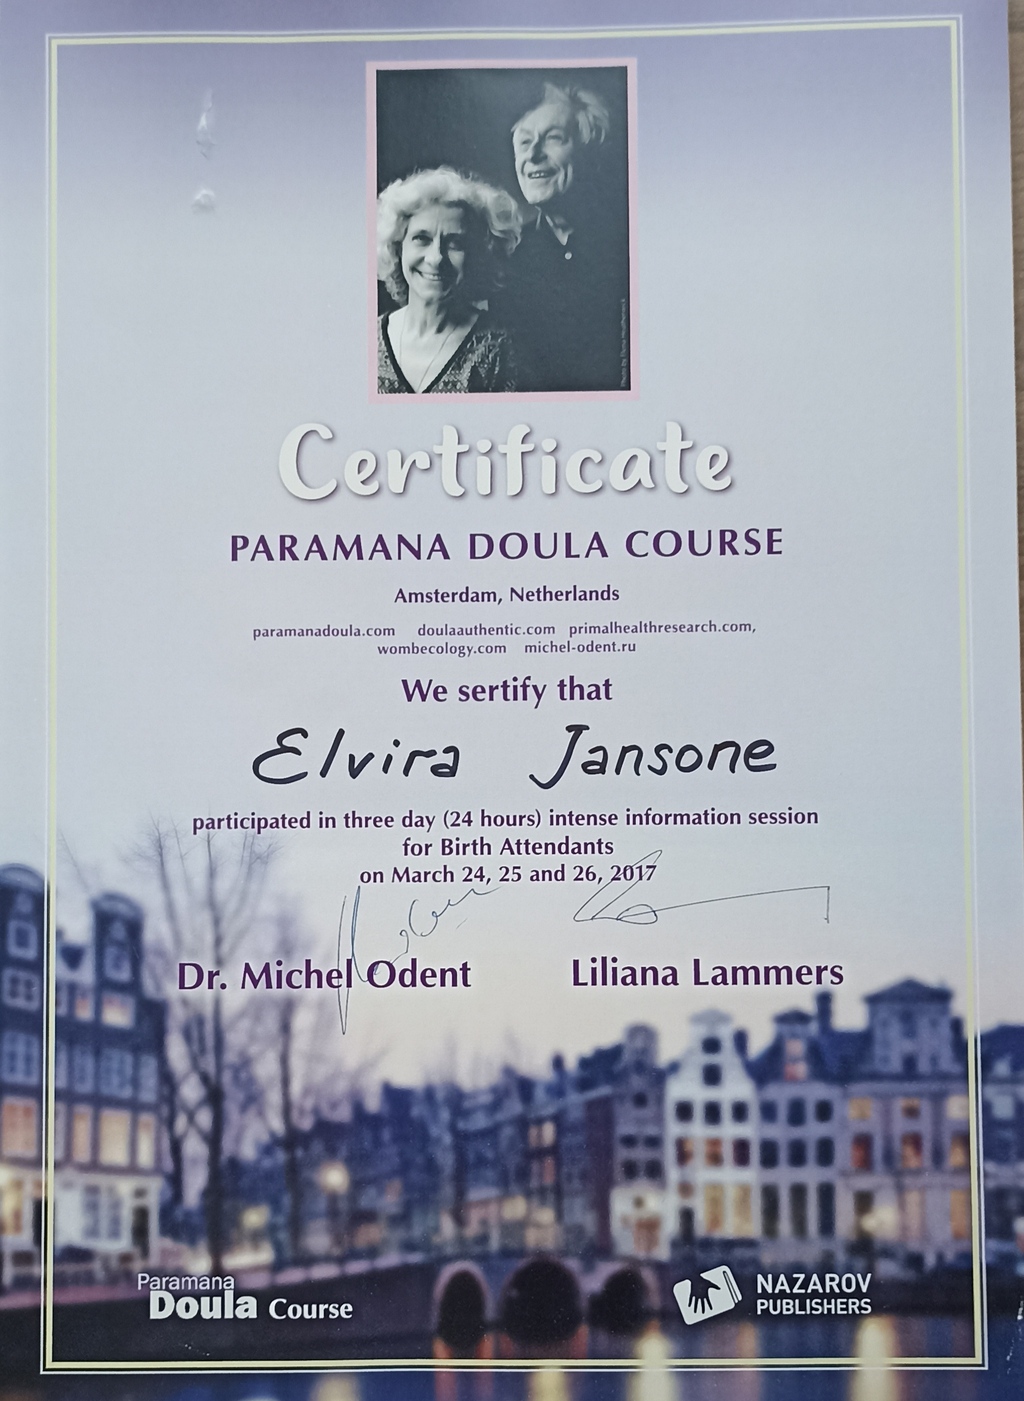 Certificate
PARAMANA DOULA COURSE
Amsterdam, Netherlands
paramanadoula.com doulaauthentic.com primalhealthresearch.com,
wombecology.com michel-odent.ru
We sertify that
Elvira Jansone
participated in three day (24 hours) intense information session
for Birth Attendants
on March 24, 25 and 26, 2017
Dr. Michel Odent Liliana Lammers
Paramana
Doula Course
NAZAROV
PUBLISHERS